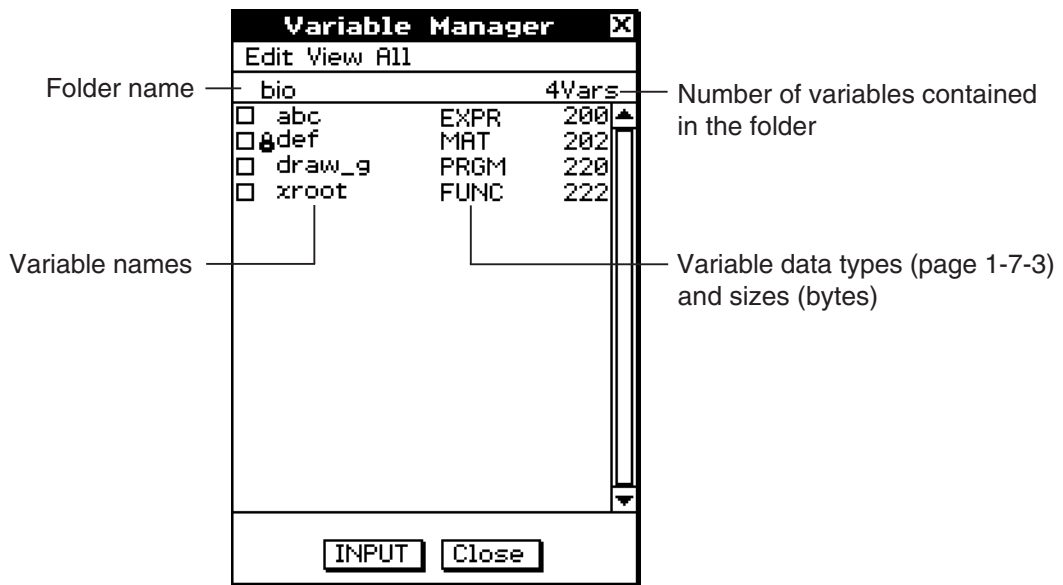 Variable Manager X
Edit View All
Folder name
bio 4Vars
Number of variables contained
in the folder
abc EXPR 200
def MAT 202
draw_g PRGM 220
xroot FUNC 222
Variable names
Variable data types (page 1-7-3)
and sizes (bytes)
INPUT Close